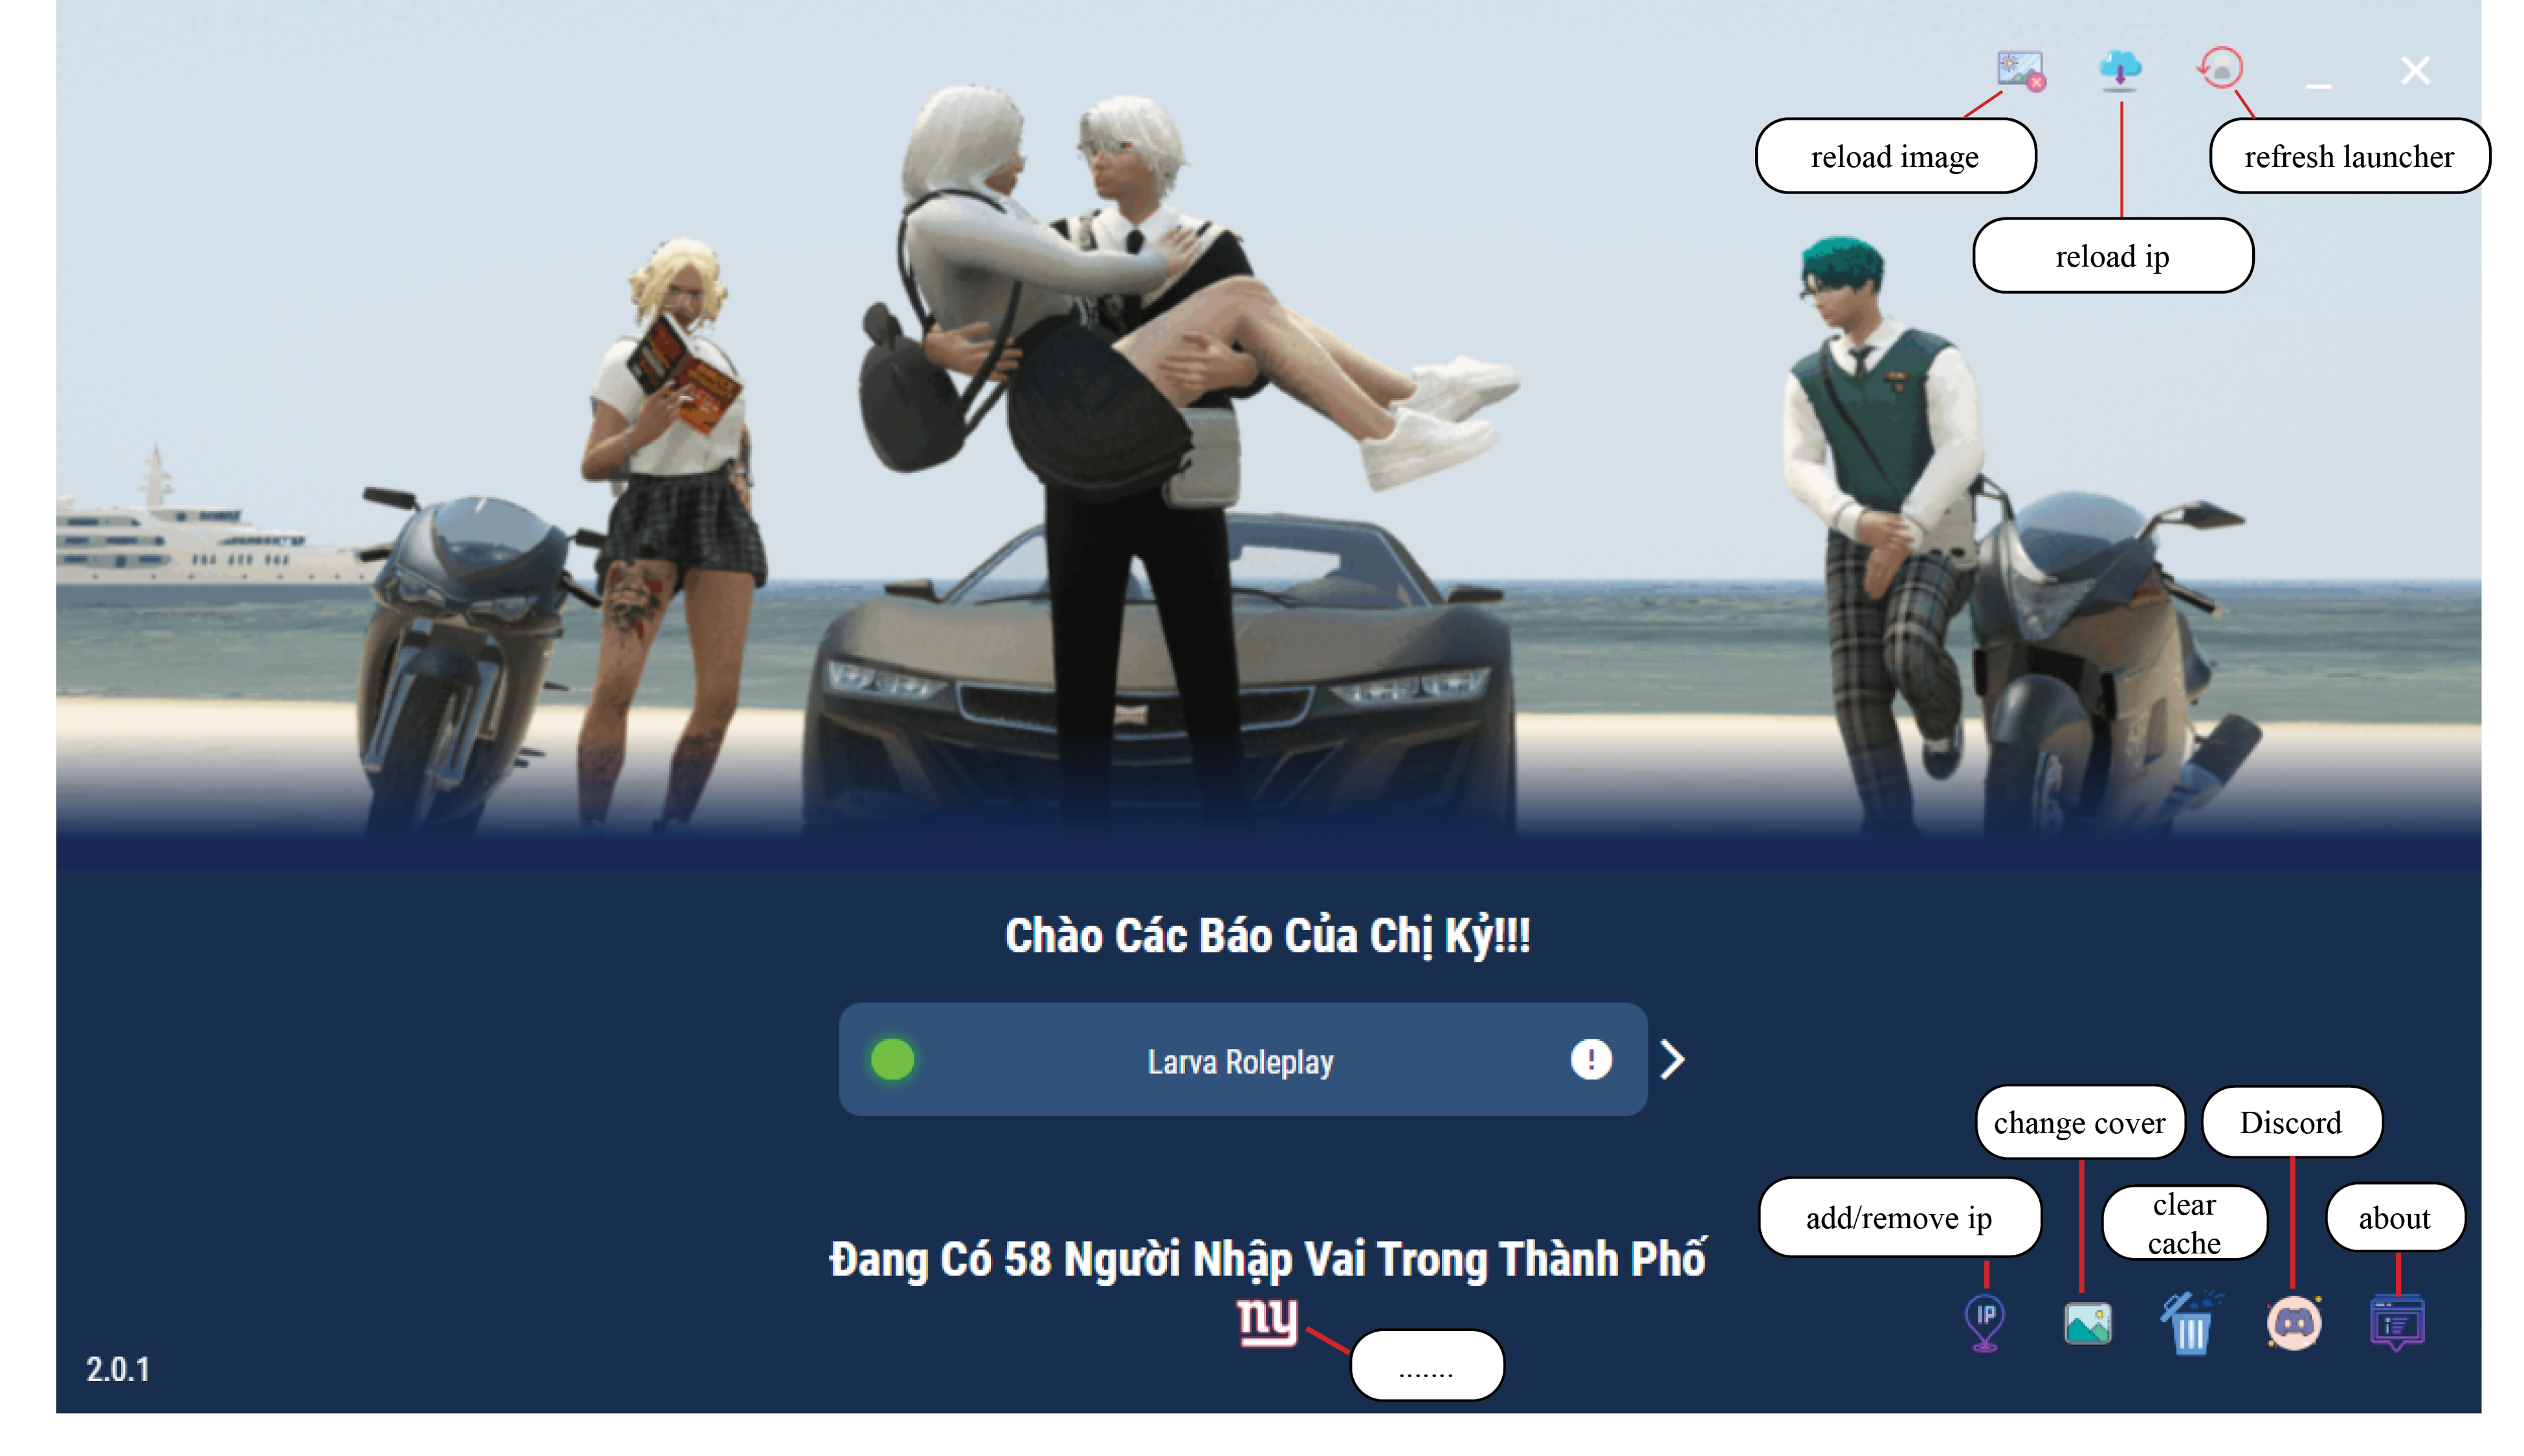 reload image
refresh launcher
reload ip
Chào Các Báo Của Chị Kỷ!!!
Larva Roleplay
!
change cover
Discord
add/remove ip
clear
cache
about
Đang Có 58 Người Nhập Vai Trong Thành Phố
IP
ny
.......
2.0.1